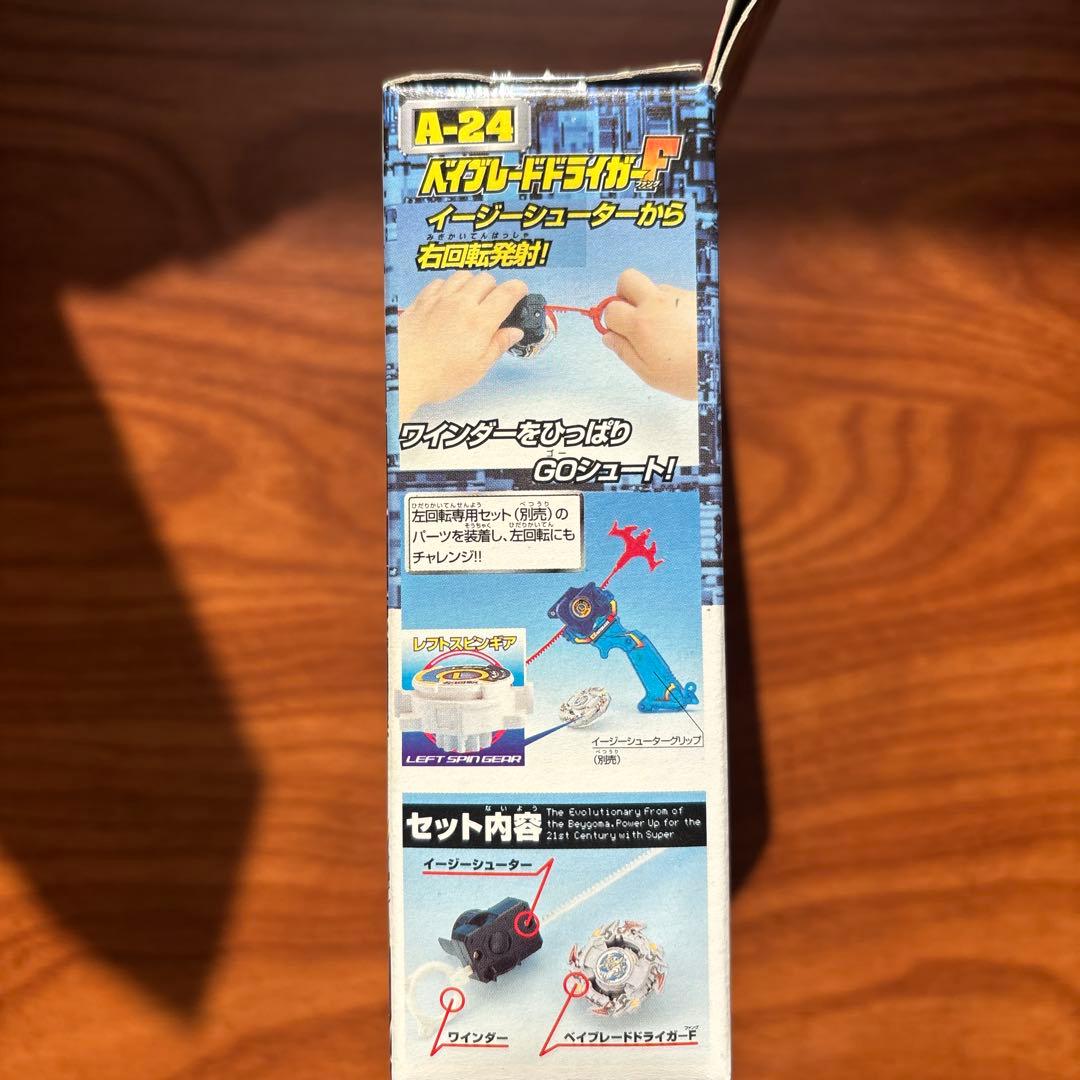 A-24
ベイブレードドライガーF
ファング
イージーシューターから
みぎかいてんはっしゃ
右回転発射!
ワインダーをひっぱり
ゴー
GOシュート!
ひだりかいてんせんよう べつうり
左回転専用セット(別売)の
そうちゃく ひだりかいてん
パーツを装着し、左回転にも
チャレンジ!!
レフトスピンギア
LEFT SPIN GEAR
イージーシューターグリップ
べつうり
(別売)
ないよう
セット内容
The Evolutionary From of
the Beygoma.Power Up for the
21st Century with Super
イージーシューター
ワインダー
ファング
ベイブレードドライガーF